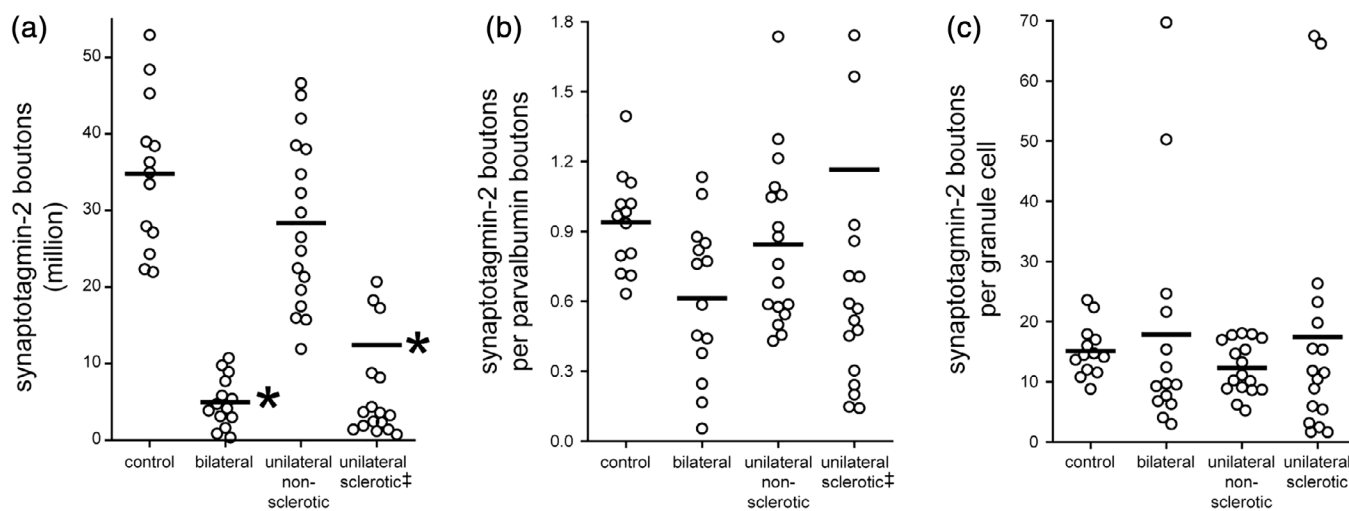 (a)
synaptotagmin-2 boutons
(million)
50
40
30
20
10
0
*
*
control
bilateral
unilateral
non-
sclerotic
unilateral
sclerotic‡
(b)
synaptotagmin-2 boutons
per parvalbumin boutons
1.8
1.2
0.9
0.6
0.3
0.0
control
bilateral
unilateral
non-
sclerotic
unilateral
sclerotic‡
(c)
synaptotagmin-2 boutons
per granule cell
70
60
50
40
30
20
10
0
control
bilateral
unilateral
non-
sclerotic
unilateral
sclerotic